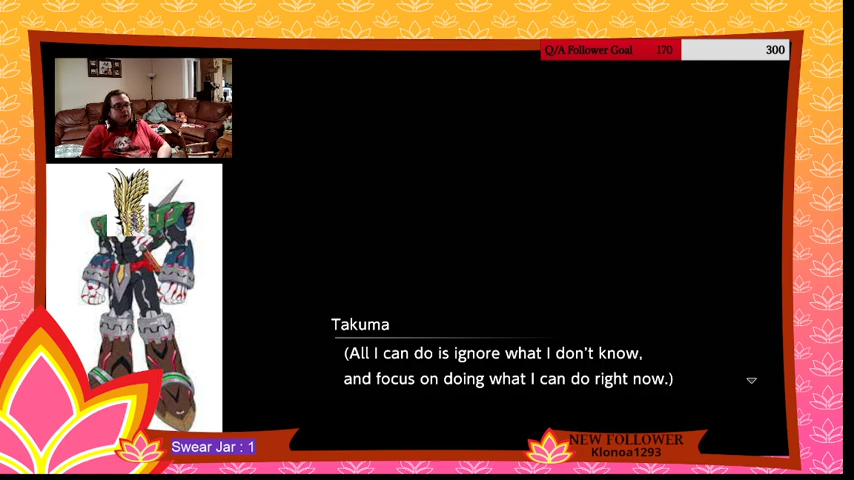 Q/A Follower Goal 170 300
Takuma
(All I can do is ignore what I don't know,
and focus on doing what I can do right now.)
Swear Jar : 1
NEW FOLLOWER
Klonoa1293